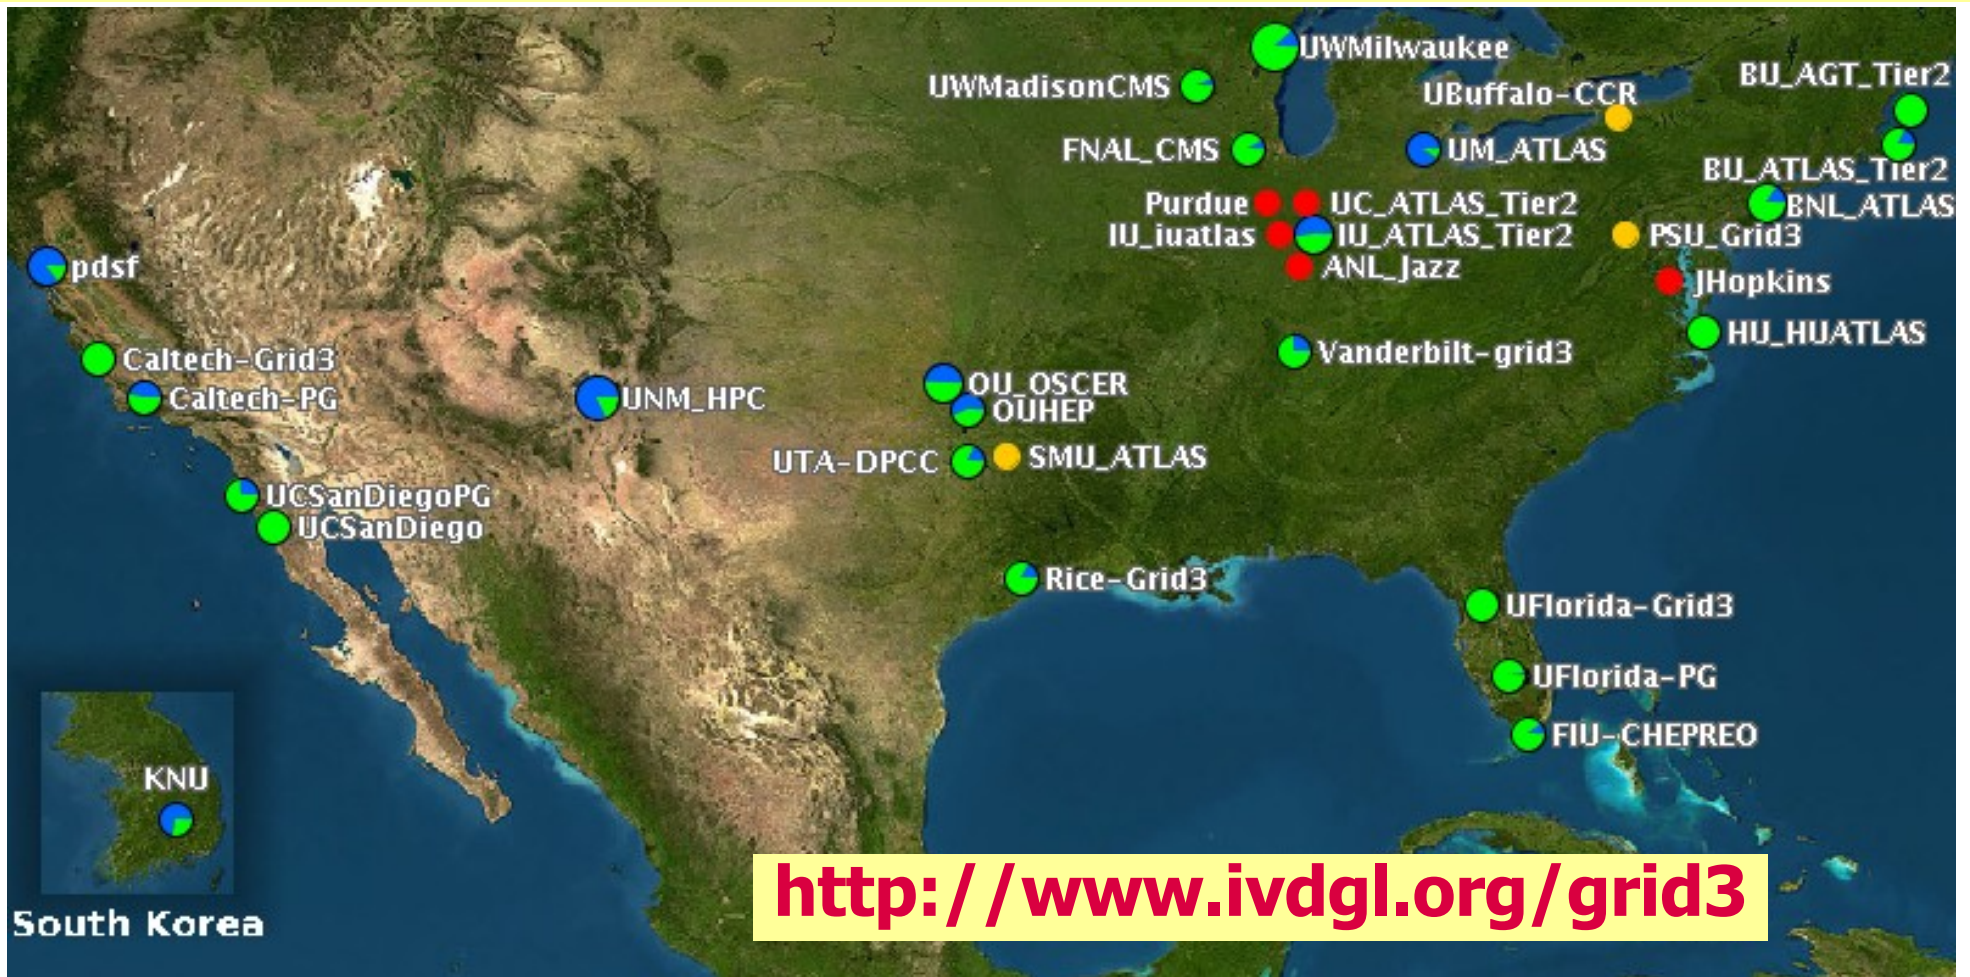 UWMilwaukee
UWMadisonCMS
BU_AGT_Tier2
UBuffalo-CCR
FNAL_CMS
UM_ATLAS
BU_ATLAS_Tier2
Purdue
UC_ATLAS_Tier2
BNL_ATLAS
IU_iuatlas
IU_ATLAS_Tier2
PSU_Grid3
pdsf
ANL_Jazz
JHopkins
HU_HUATLAS
Caltech-Grid3
Vanderbilt-grid3
Caltech-PG
UNM_HPC
OU_OSCER
OUHEP
UTA-DPCC
SMU_ATLAS
UCSanDiegoPG
UCSanDiego
Rice-Grid3
UFlorida-Grid3
UFlorida-PG
FIU-CHEPREO
KNU
http://www.ivdgl.org/grid3
South Korea